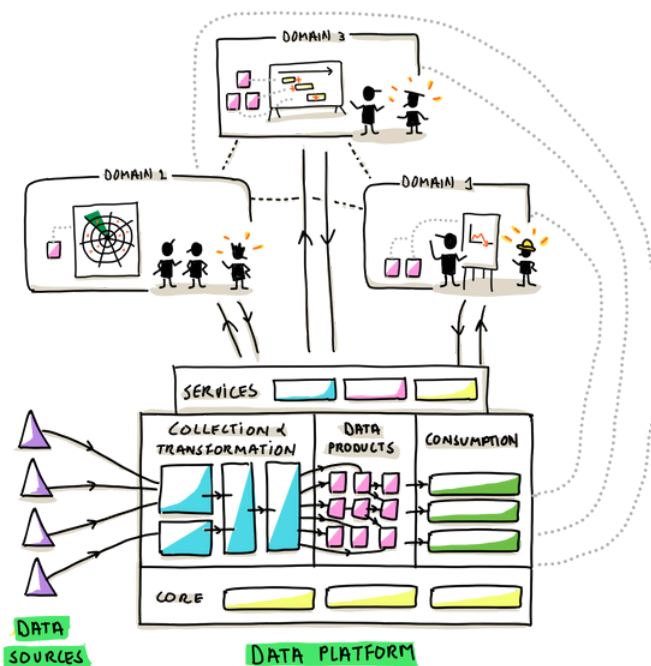 DOMAIN 3
DOMAIN 2
DOMAIN 1
SERVICES
COLLECTION &
TRANSFORMATION
DATA
PRODUCTS
CONSUMPTION
CORE
DATA
SOURCES
DATA PLATFORM